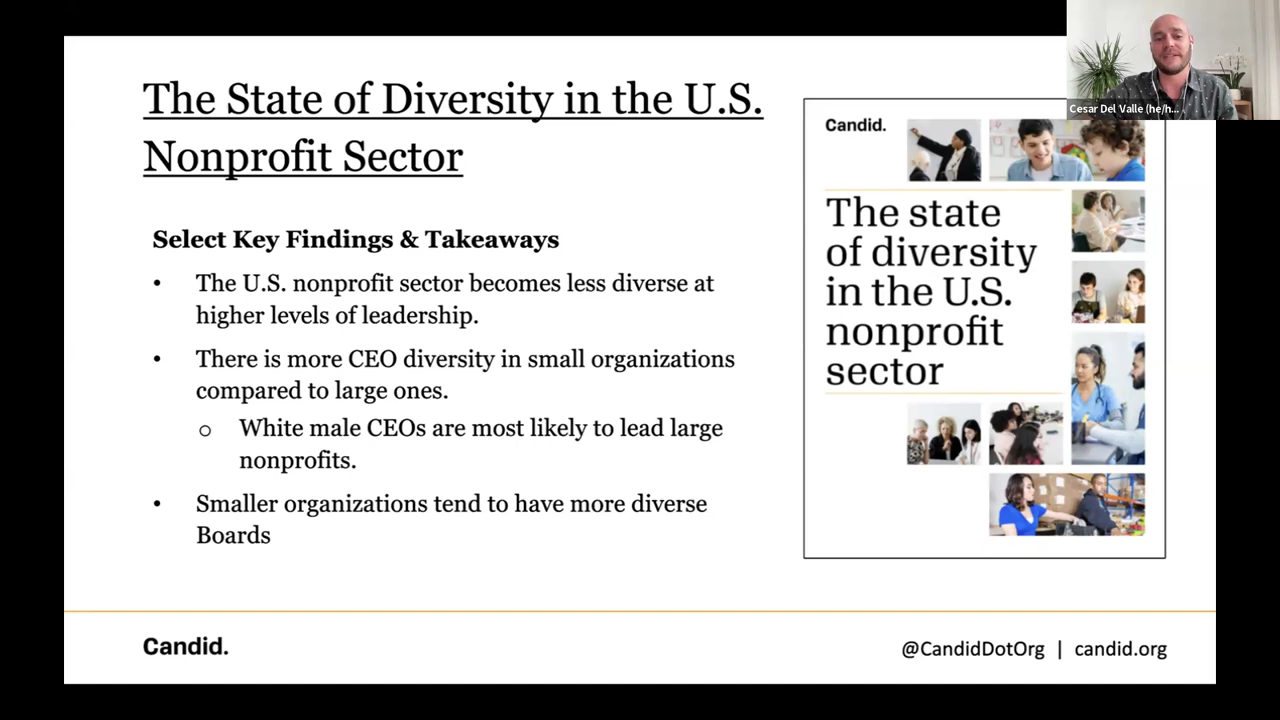 The State of Diversity in the U.S.
Nonprofit Sector
Select Key Findings & Takeaways
• The U.S. nonprofit sector becomes less diverse at
higher levels of leadership.
• There is more CEO diversity in small organizations
compared to large ones.
o White male CEOs are most likely to lead large
nonprofits.
• Smaller organizations tend to have more diverse
Boards
Cesar Del Valle (he/h...
Candid.
The state
of diversity
in the U.S.
nonprofit
sector
Candid.
@CandidDotOrg | candid.org